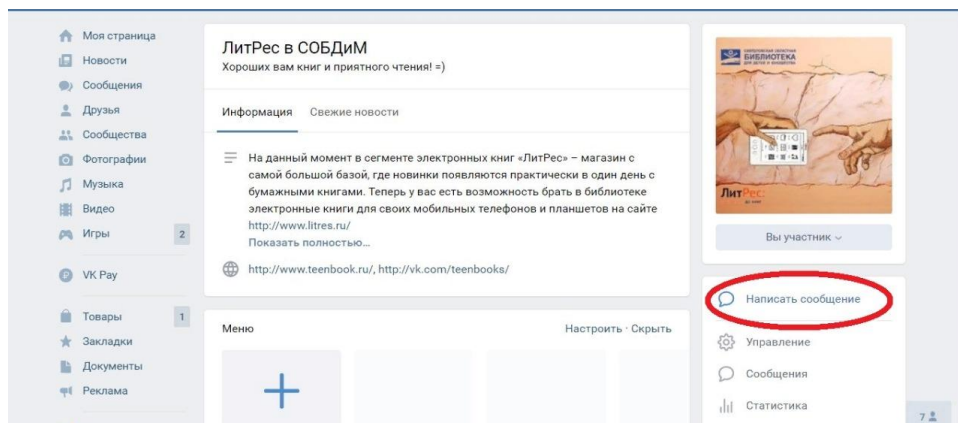 Моя страница
Новости
Сообщения
Друзья
Сообщества
Фотографии
Музыка
Видео
Игры 2
VK Pay
Товары 1
Закладки
Документы
Реклама
ЛитРес в СОБДиМ
Хороших вам книг и приятного чтения! =)
Информация Свежие новости
На данный момент в сегменте электронных книг «ЛитРес» – магазин с
самой большой базой, где новинки появляются практически в один день с
бумажными книгами. Теперь у вас есть возможность брать в библиотеке
электронные книги для своих мобильных телефонов и планшетов на сайте
http://www.litres.ru/
Показать полностью...
http://www.teenbook.ru/, http://vk.com/teenbooks/
Меню Настроить · Скрыть
БИБЛИОТЕКА
ЛитРес:
Вы участник
Написать сообщение
Управление
Сообщения
Статистика
7